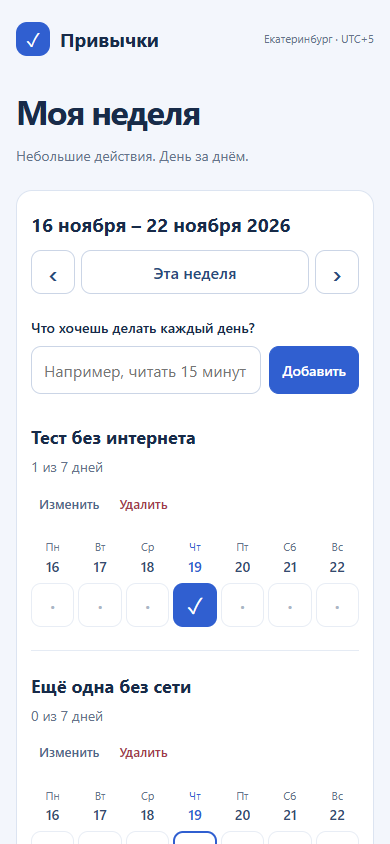 ✓ Привычки Екатеринбург · UTC+5
Моя неделя
Небольшие действия. День за днём.
16 ноября – 22 ноября 2026
‹ Эта неделя ›
Что хочешь делать каждый день?
Например, читать 15 минут Добавить
Тест без интернета
1 из 7 дней
Изменить Удалить
Пн Вт Ср Чт Пт Сб Вс
16 17 18 19 20 21 22
· · · ✓ · · ·
Ещё одна без сети
0 из 7 дней
Изменить Удалить
Пн Вт Ср Чт Пт Сб Вс
16 17 18 19 20 21 22